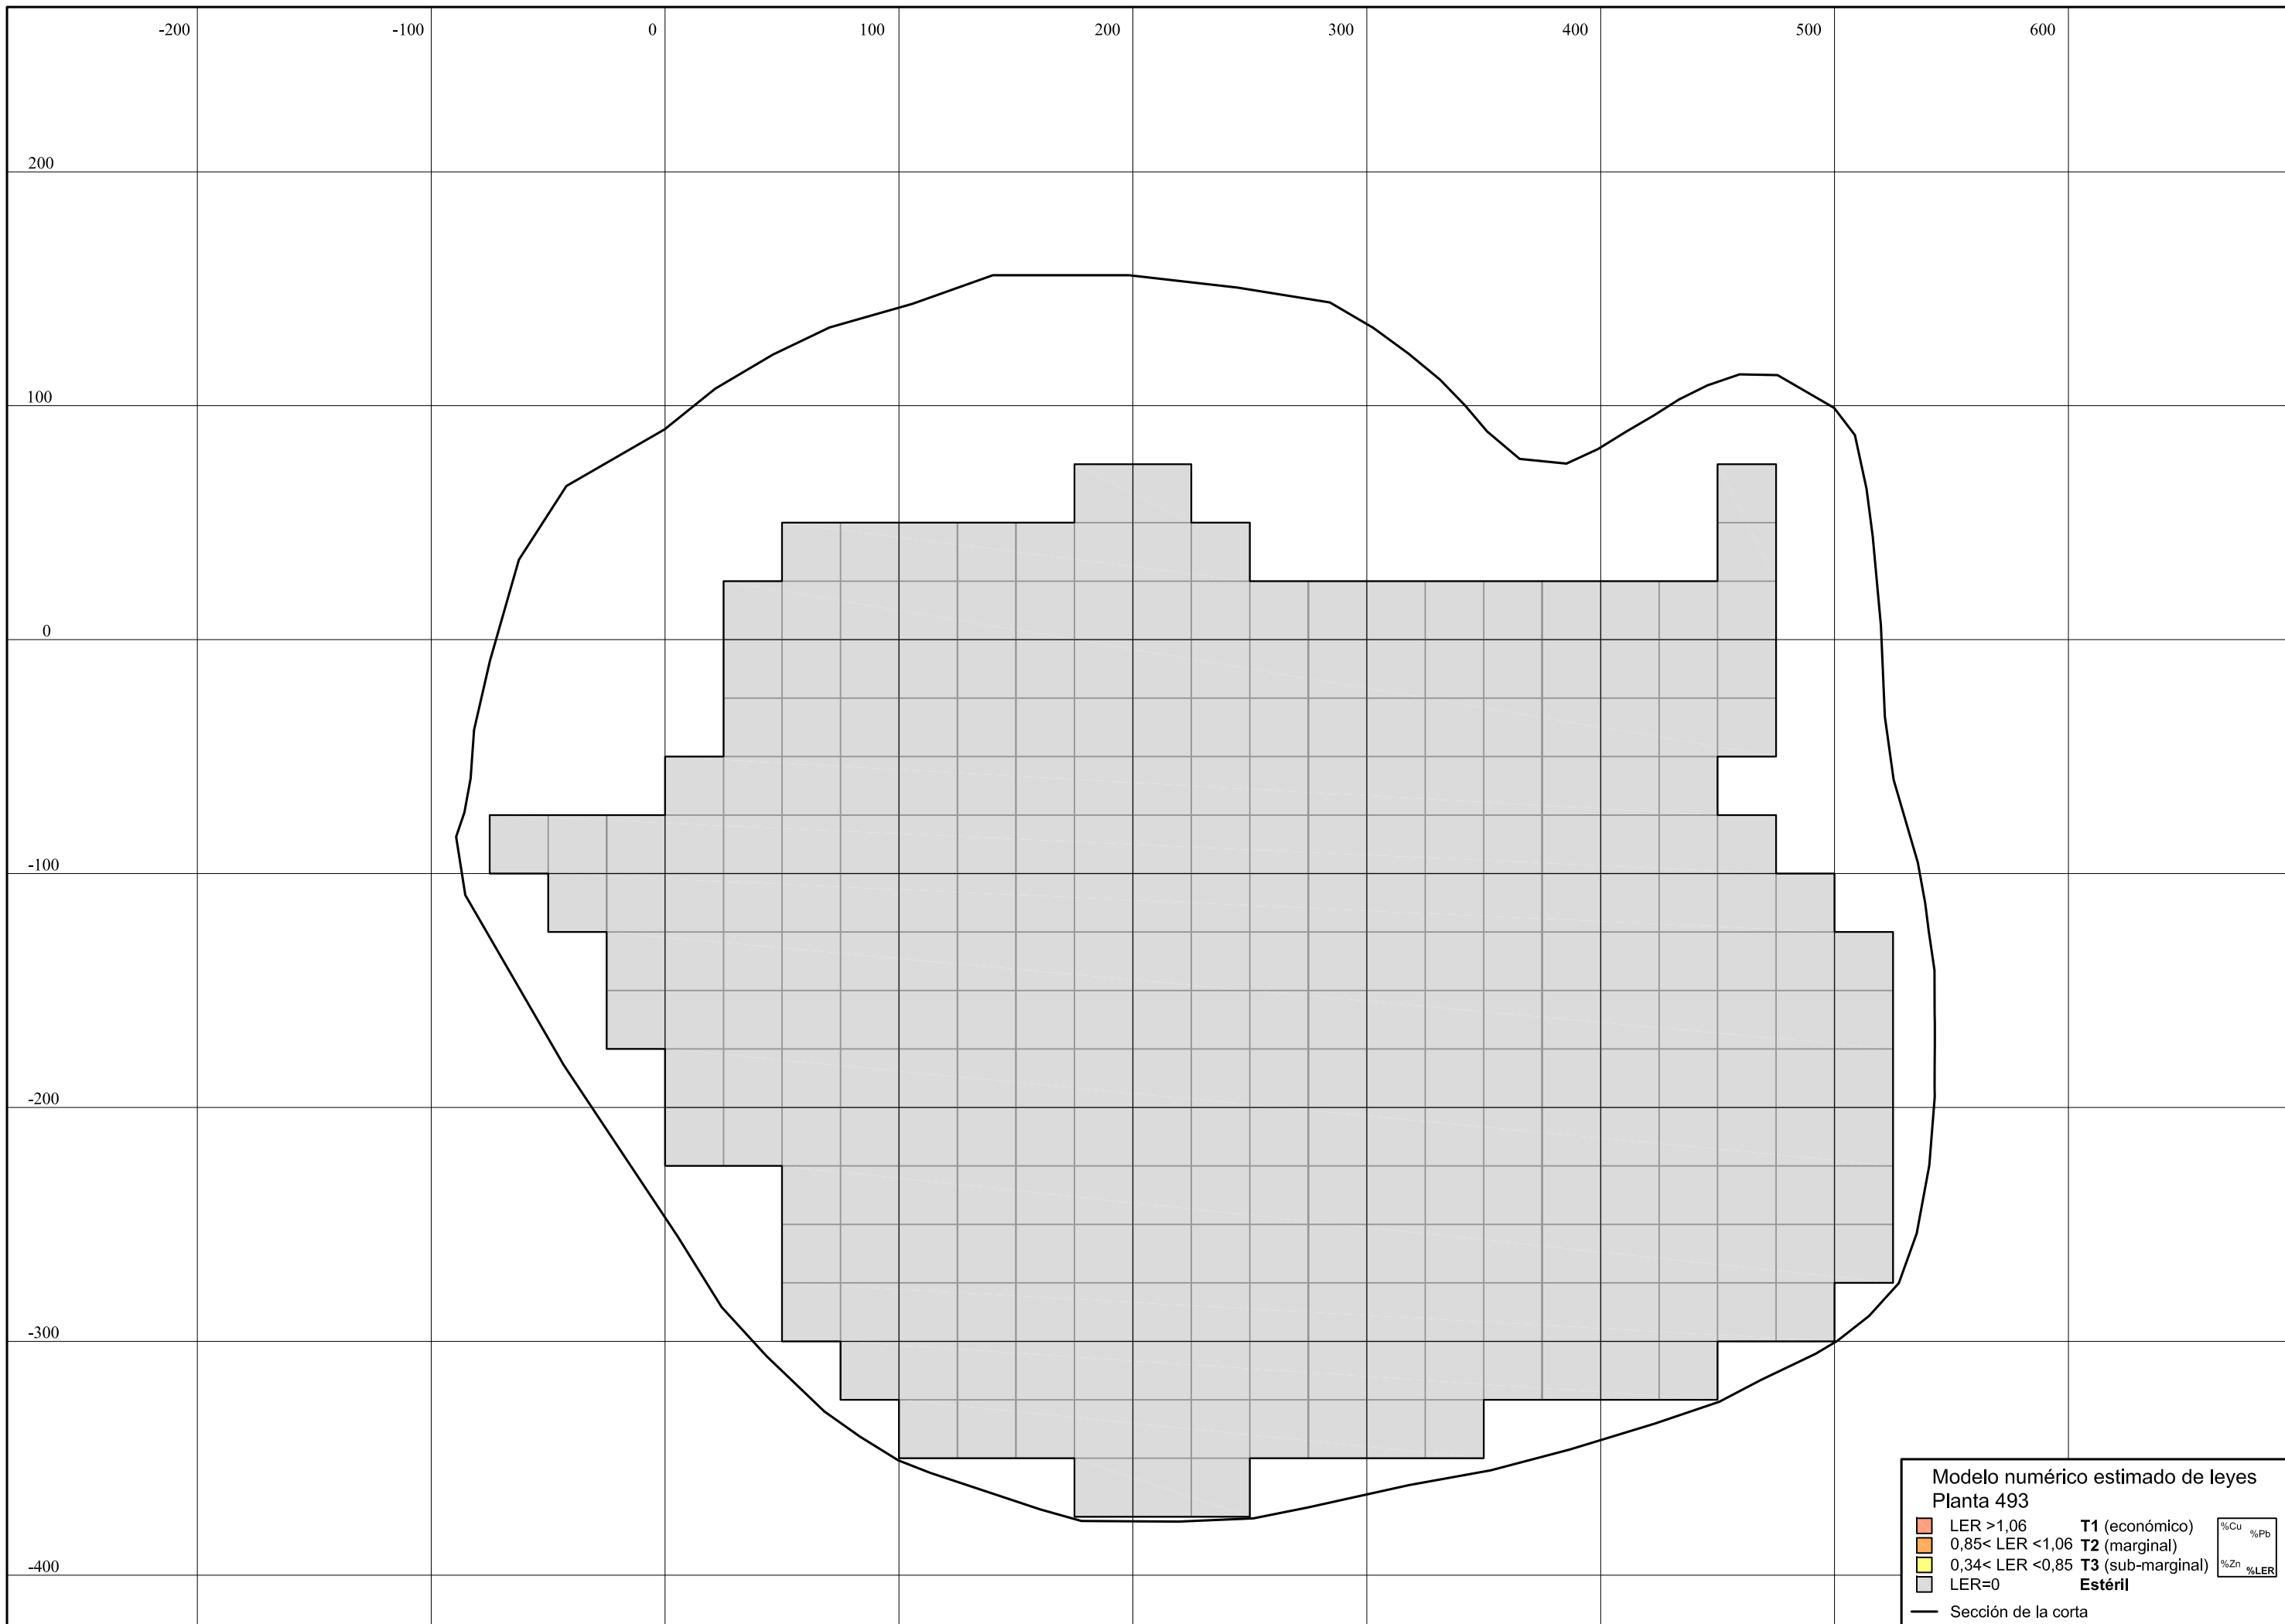 -200 -100 0 100 200 300 400 500 600
200
100
0
-100
-200
-300
-400
Modelo numérico estimado de leyes
Planta 493
LER >1,06 T1 (económico)
0,85< LER <1,06 T2 (marginal)
0,34< LER <0,85 T3 (sub-marginal)
LER=0 Estéril
Sección de la corta
%Cu %Pb
%Zn %LER